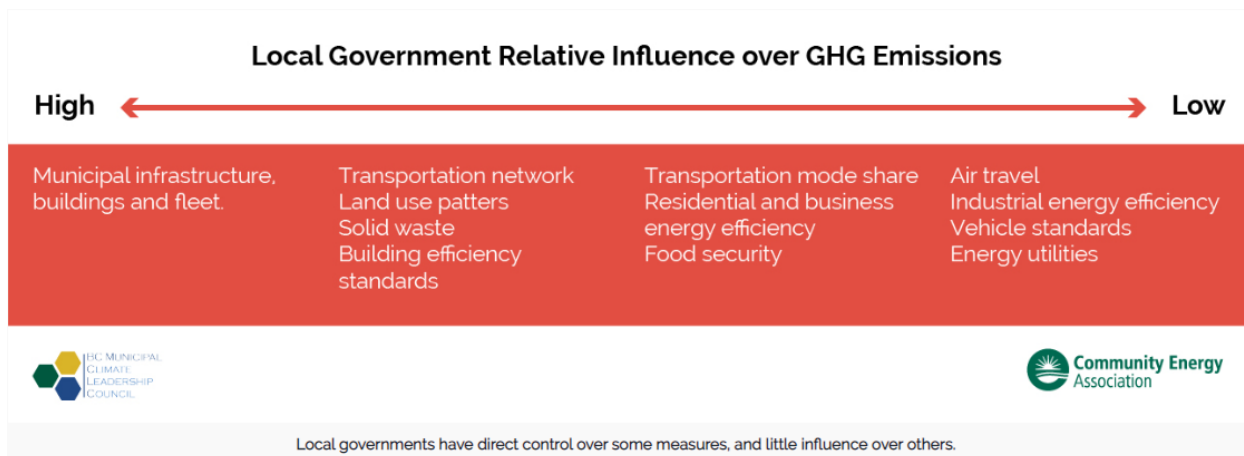 Local Government Relative Influence over GHG Emissions
High
Low
Municipal infrastructure,
buildings and fleet.
Transportation network
Land use patters
Solid waste
Building efficiency
standards
Transportation mode share
Residential and business
energy efficiency
Food security
Air travel
Industrial energy efficiency
Vehicle standards
Energy utilities
BC MUNICIPAL
CLIMATE
LEADERSHIP
COUNCIL
Community Energy
Association
Local governments have direct control over some measures, and little influence over others.